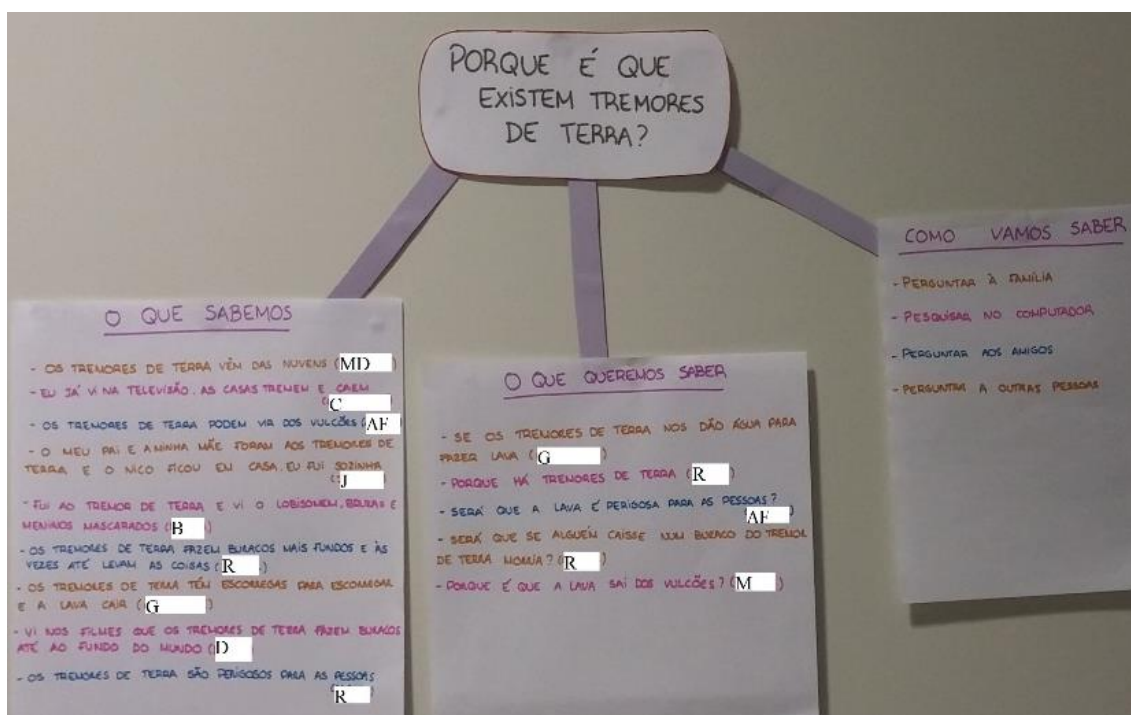 PORQUE É QUE
EXISTEM TREMORES
DE TERRA?
O QUE SABEMOS
- OS TREMORES DE TERRA VÊM DAS NUVENS (MD)
- EU JÁ VI NA TELEVISÃO. AS CASAS TREMEM E CAEM
(C)
- OS TREMORES DE TERRA PODEM VIR DOS VULCÕES (AF)
- O MEU PAI E A MINHA MÃE FORAM AOS TREMORES DE
TERRA E O NICO FICOU EM CASA. EU FUI SOZINHA
(J)
- FUI AO TREMOR DE TERRA E VI O LOBISOMEM, BRUXAS E
MENINOS MASCARADOS (B)
- OS TREMORES DE TERRA FAZEM BURACOS MAIS FUNDOS E ÀS
VEZES ATÉ LEVAM AS COISAS (R)
- OS TREMORES DE TERRA TÊM ESCORREGAS PARA ESCORREGAR
E A LAVA CAIR (G)
- VI NOS FILMES QUE OS TREMORES DE TERRA FAZEM BURACOS
ATÉ AO FUNDO DO MUNDO (D)
- OS TREMORES DE TERRA SÃO PERIGOSOS PARA AS PESSOAS
(R)
O QUE QUEREMOS SABER
- SE OS TREMORES DE TERRA NOS DÃO ÁGUA PARA
FAZER LAVA (G)
- PORQUE HÁ TREMORES DE TERRA (R)
- SERÁ QUE A LAVA É PERIGOSA PARA AS PESSOAS?
(AF)
- SERÁ QUE SE ALGUÉM CAISSE NUM BURACO DO TREMOR
DE TERRA MORRIA? (R)
- PORQUE É QUE A LAVA SAI DOS VULCÕES? (M)
COMO VAMOS SABER
- PERGUNTAR À FAMÍLIA
- PESQUISAR NO COMPUTADOR
- PERGUNTAR AOS AMIGOS
- PERGUNTAR A OUTRAS PESSOAS